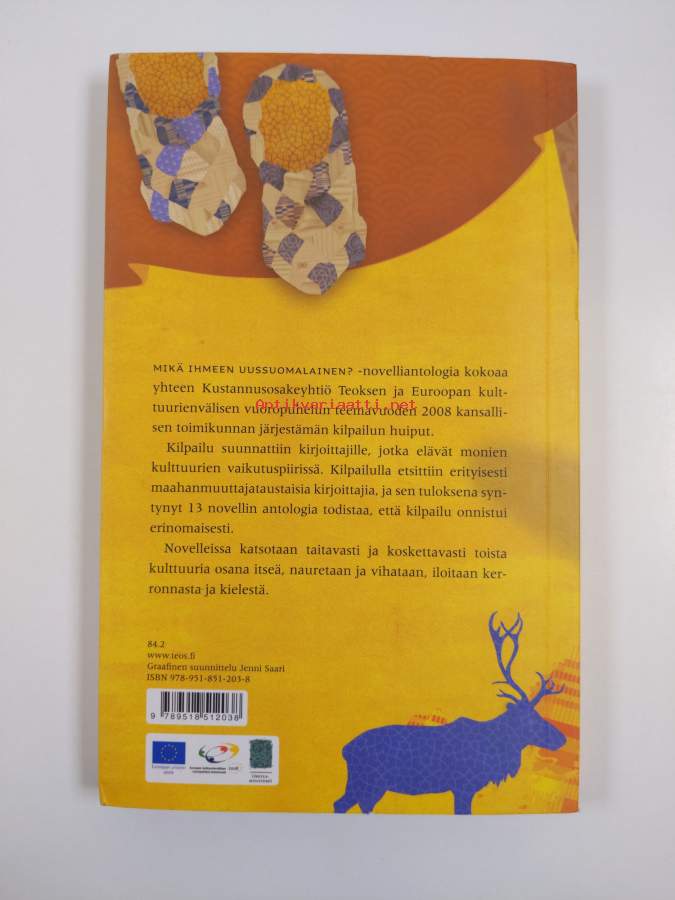 MIKÄ IHMEEN UUSSUOMALAINEN? -novelliantologia kokoaa
yhteen Kustannusosakeyhtiö Teoksen ja Euroopan kult-
tuurienvälisen vuoropuhelun teemavuoden 2008 kansalli-
Antikvariaatti.net
sen toimikunnan järjestämän kilpailun huiput.
Kilpailu suunnattiin kirjoittajille, jotka elävät monien
kulttuurien vaikutuspiirissä. Kilpailulla etsittiin erityisesti
maahanmuuttajataustaisia kirjoittajia, ja sen tuloksena syn-
tynyt 13 novellin antologia todistaa, että kilpailu onnistui
erinomaisesti.
Novelleissa katsotaan taitavasti ja koskettavasti toista
kulttuuria osana itseä, nauretaan ja vihataan, iloitaan ker-
ronnasta ja kielestä.
84.2
www.teos.fi
Graafinen suunnittelu Jenni Saari
ISBN 978-951-851-203-8
9 789518 512038